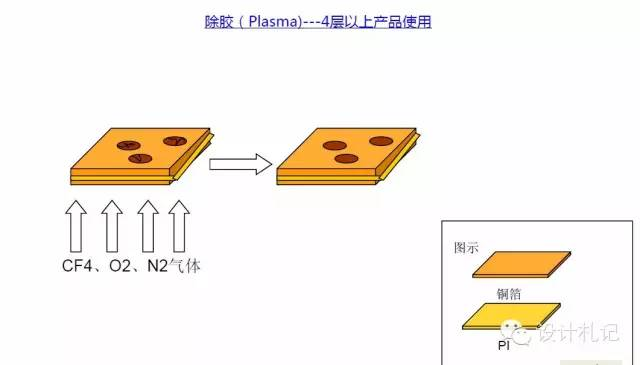 除胶（Plasma)---4层以上产品使用
CF4、O2、N2气体
图示
铜箔
PI
设计札记